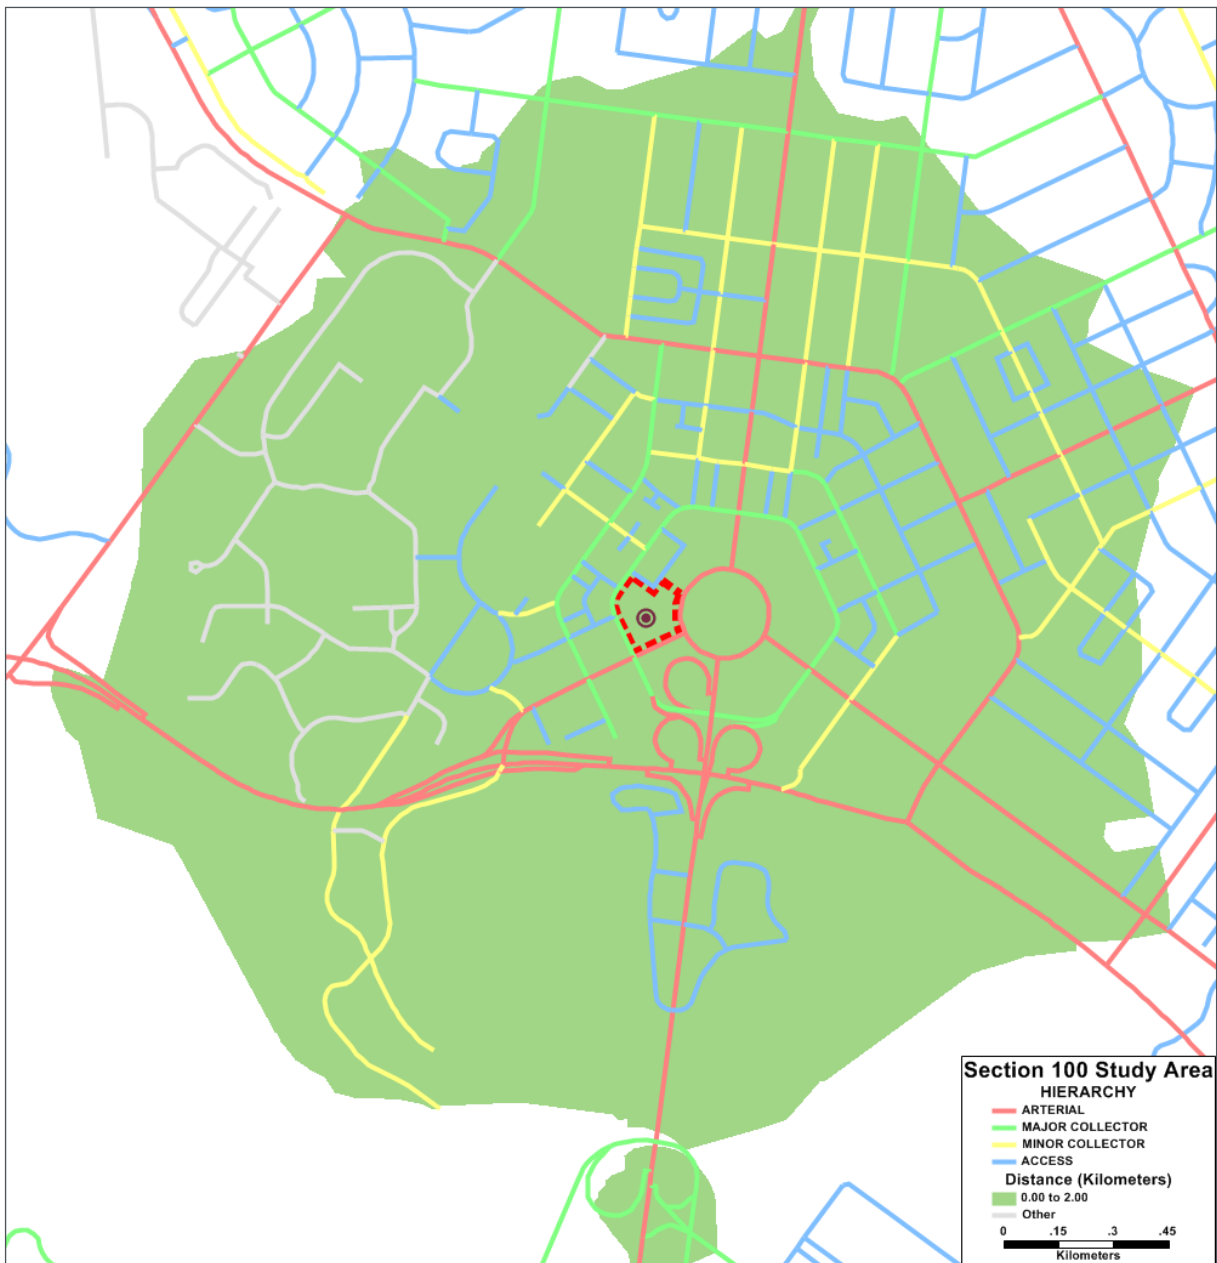 Section 100 Study Area
HIERARCHY
ARTERIAL
MAJOR COLLECTOR
MINOR COLLECTOR
ACCESS
Distance (Kilometers)
0.00 to 2.00
Other
0 .15 .3 .45
Kilometers